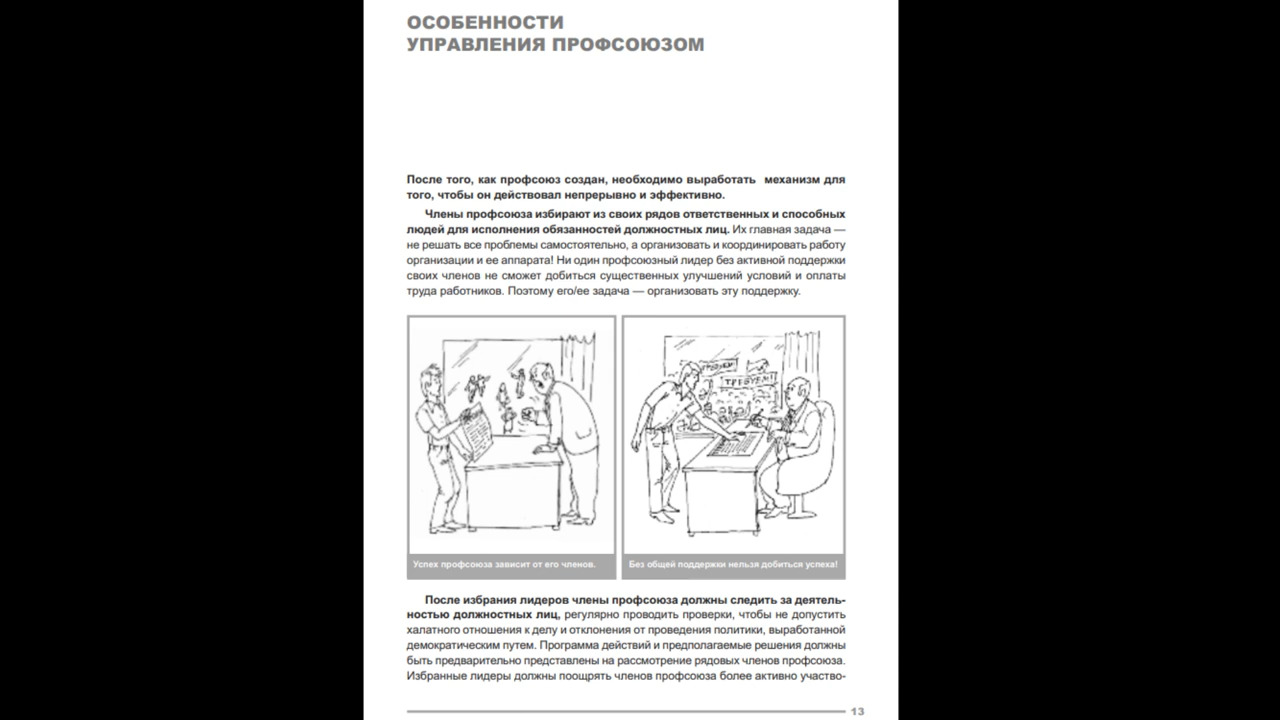 ОСОБЕННОСТИ
УПРАВЛЕНИЯ ПРОФСОЮЗОМ
После того, как профсоюз создан, необходимо выработать механизм для
того, чтобы он действовал непрерывно и эффективно.
Члены профсоюза избирают из своих рядов ответственных и способных
людей для исполнения обязанностей должностных лиц. Их главная задача —
не решать все проблемы самостоятельно, а организовать и координировать работу
организации и ее аппарата! Ни один профсоюзный лидер без активной поддержки
своих членов не сможет добиться существенных улучшений условий и оплаты
труда работников. Поэтому его/ее задача — организовать эту поддержку.
ТРЕБУЕМ!
Успех профсоюза зависит от его членов.
Без общей поддержки нельзя добиться успеха!
После избрания лидеров члены профсоюза должны следить за деятель-
ностью должностных лиц, регулярно проводить проверки, чтобы не допустить
халатного отношения к делу и отклонения от проведения политики, выработанной
демократическим путем. Программа действий и предполагаемые решения должны
быть предварительно представлены на рассмотрение рядовых членов профсоюза.
Избранные лидеры должны поощрять членов профсоюза более активно участво-
13